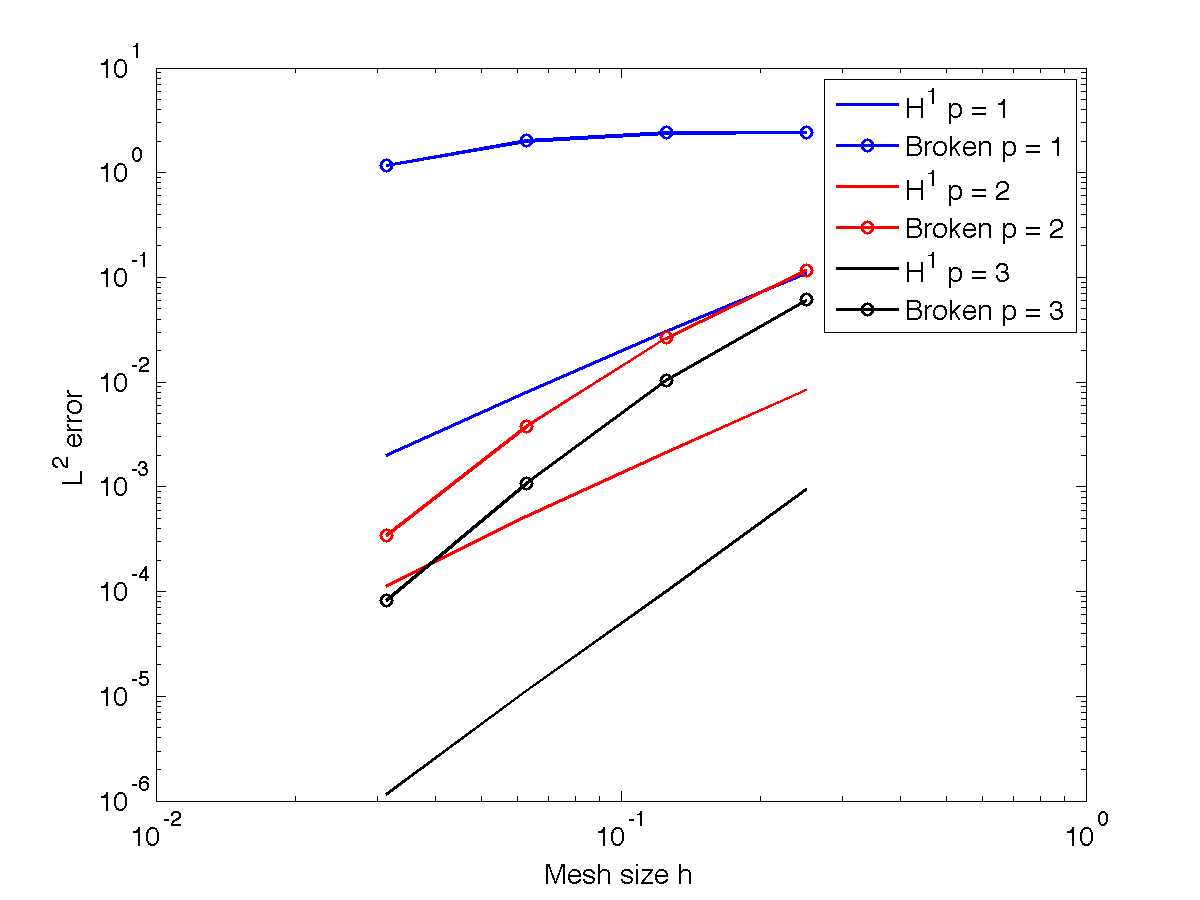 10^1
10^0
10^-1
10^-2
10^-3
10^-4
10^-5
10^-6
L^2 error
H^1 p = 1
Broken p = 1
H^1 p = 2
Broken p = 2
H^1 p = 3
Broken p = 3
10^-2
10^-1
10^0
Mesh size h